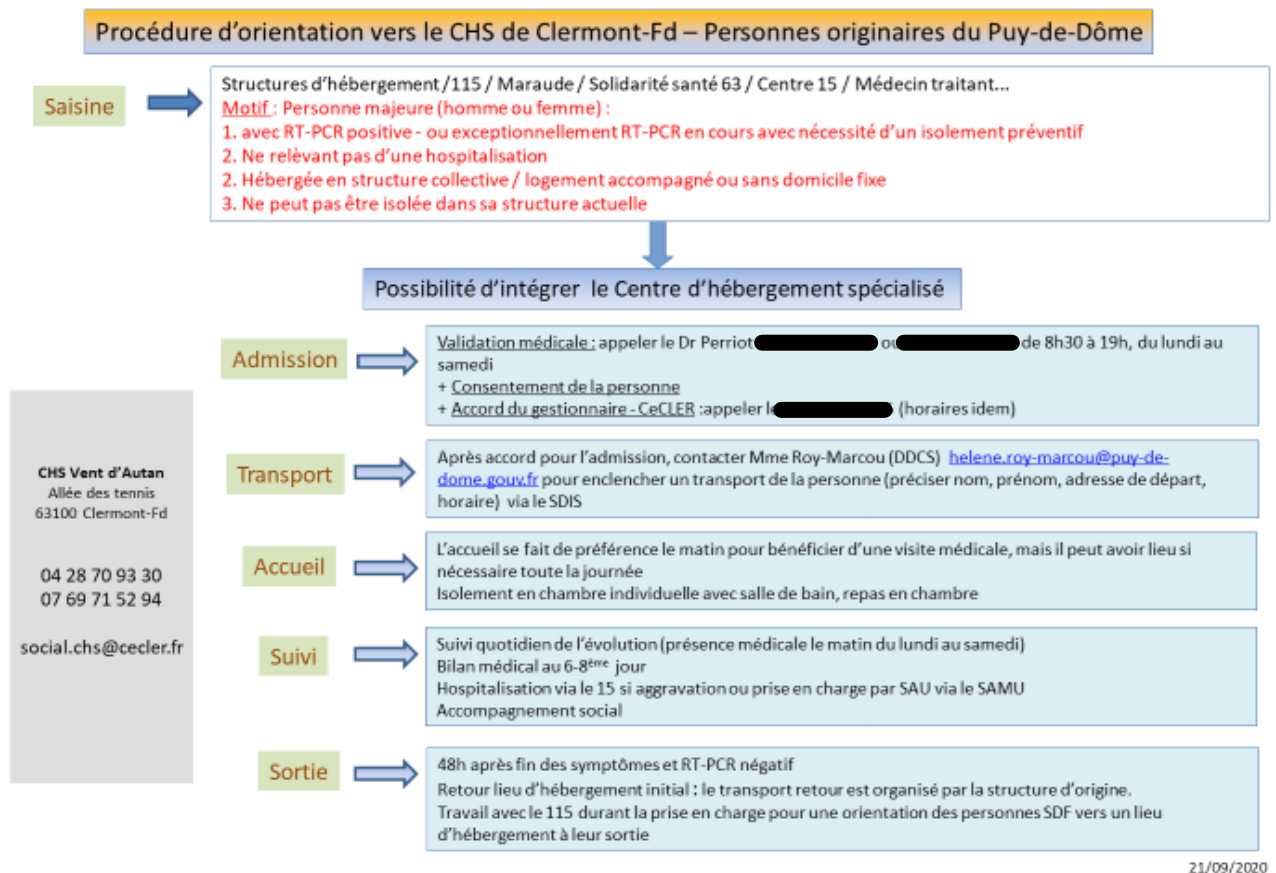 Procédure d'orientation vers le CHS de Clermont-Fd – Personnes originaires du Puy-de-Dôme
Saisine
Structures d'hébergement /115 / Maraude / Solidarité santé 63 / Centre 15 / Médecin traitant...
Motif : Personne majeure (homme ou femme) :
1. avec RT-PCR positive - ou exceptionnellement RT-PCR en cours avec nécessité d'un isolement préventif
2. Ne relèvant pas d'une hospitalisation
2. Hébergée en structure collective / logement accompagné ou sans domicile fixe
3. Ne peut pas être isolée dans sa structure actuelle
Possibilité d'intégrer le Centre d'hébergement spécialisé
Admission
Validation médicale : appeler le Dr Perriot ou de 8h30 à 19h, du lundi au
samedi
+ Consentement de la personne
+ Accord du gestionnaire - CeCLER :appeler le (horaires idem)
CHS Vent d'Autan
Allée des tennis
63100 Clermont-Fd
04 28 70 93 30
07 69 71 52 94
social.chs@cecler.fr
Transport
Après accord pour l'admission, contacter Mme Roy-Marcou (DDCS) helene.roy-marcou@puy-de-
dome.gouv.fr pour enclencher un transport de la personne (préciser nom, prénom, adresse de départ,
horaire) via le SDIS
Accueil
L'accueil se fait de préférence le matin pour bénéficier d'une visite médicale, mais il peut avoir lieu si
nécessaire toute la journée
Isolement en chambre individuelle avec salle de bain, repas en chambre
Suivi
Suivi quotidien de l'évolution (présence médicale le matin du lundi au samedi)
Bilan médical au 6-8ème jour
Hospitalisation via le 15 si aggravation ou prise en charge par SAU via le SAMU
Accompagnement social
Sortie
48h après fin des symptômes et RT-PCR négatif
Retour lieu d'hébergement initial : le transport retour est organisé par la structure d'origine.
Travail avec le 115 durant la prise en charge pour une orientation des personnes SDF vers un lieu
d'hébergement à leur sortie
21/09/2020